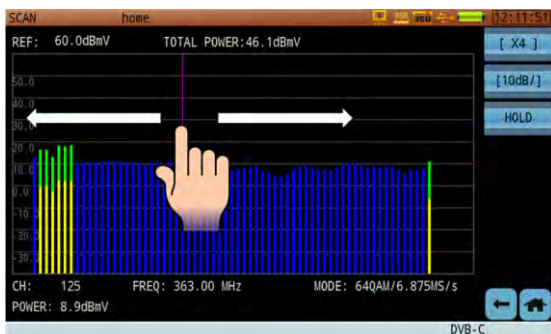 SCAN home 12:11:51
REF: 60.0dBmV TOTAL POWER:46.1dBmV
[ X4 ]
[10dB/]
HOLD
50.0
40.0
30.0
20.0
10.0
-10.0
-20.0
-30.0
CH: 125 FREQ: 363.00 MHz MODE: 64QAM/6.875MS/s
POWER: 8.9dBmV
DVB-C